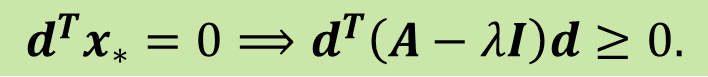 𝒅ᵀ𝒙∗ = 0 ⟹ 𝒅ᵀ(𝑨 − 𝜆𝑰)𝒅 ≥ 0.